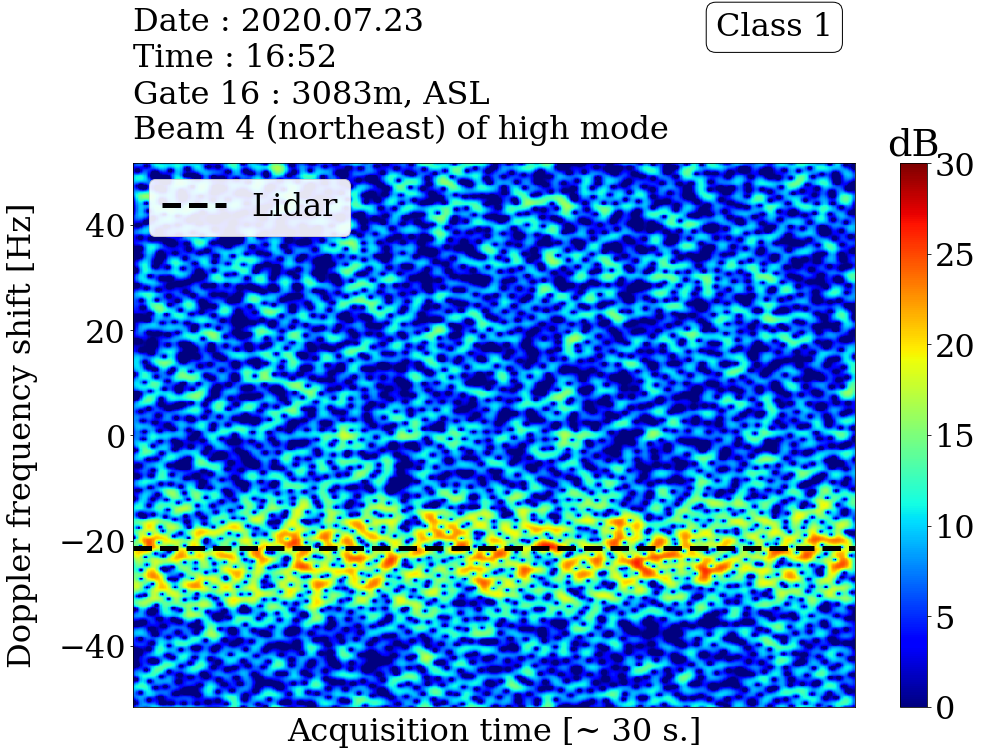 Date : 2020.07.23
Time : 16:52
Gate 16 : 3083m, ASL
Beam 4 (northeast) of high mode
Class 1
dB
Lidar
Doppler frequency shift [Hz]
40
20
0
−20
−40
30
25
20
15
10
5
0
Acquisition time [~ 30 s.]